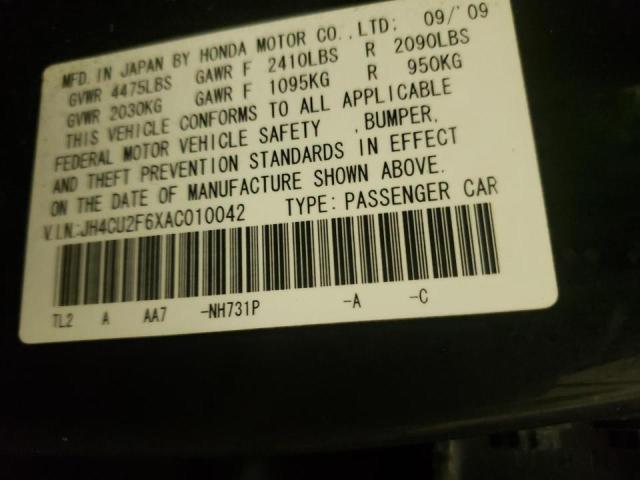 MFD. IN JAPAN BY HONDA MOTOR CO.,LTD: 09/'09
GVWR 4475LBS GAWR F 2410LBS R 2090LBS
GVWR 2030KG GAWR F 1095KG R 950KG
THIS VEHICLE CONFORMS TO ALL APPLICABLE
FEDERAL MOTOR VEHICLE SAFETY ,BUMPER,
AND THEFT PREVENTION STANDARDS IN EFFECT
ON THE DATE OF MANUFACTURE SHOWN ABOVE.
V.I.N.:JH4CU2F6XAC010042 TYPE: PASSENGER CAR
TL2 A AA7 -NH731P -A -C